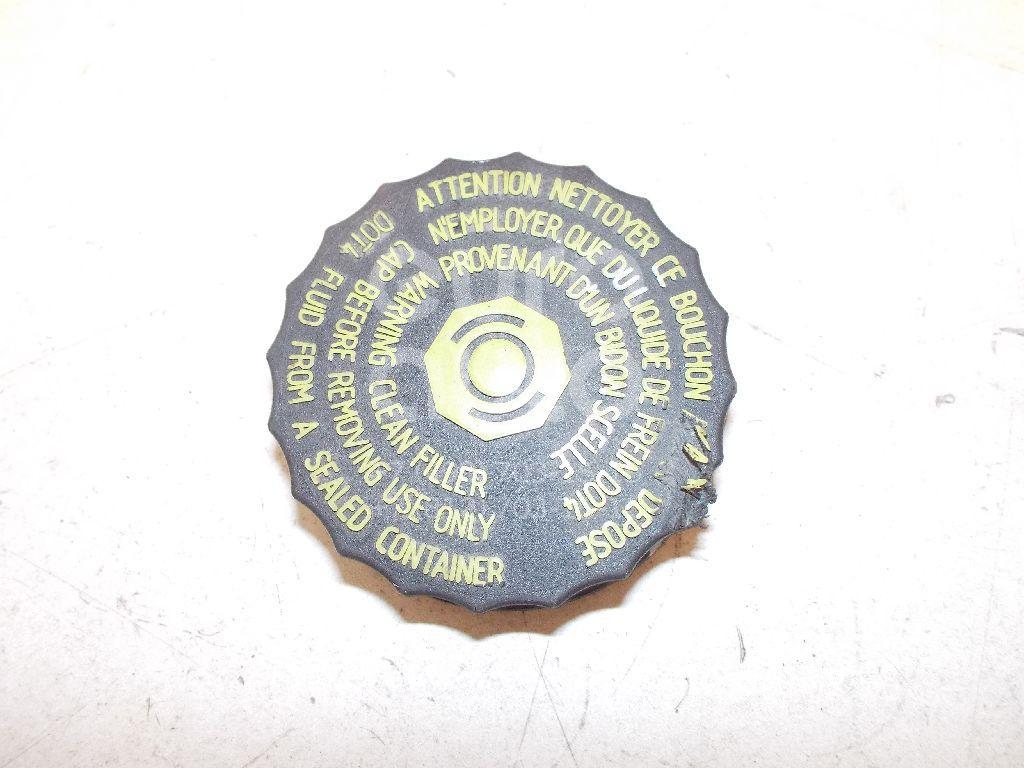 ATTENTION NETTOYER CE BOUCHON DEPOSE
N'EMPLOYER QUE DU LIQUIDE DE FREIN DOT4
PROVENANT D'UN BIDON SCELLE
WARNING CLEAN FILLER
CAP BEFORE REMOVING USE ONLY
DOT4 FLUID FROM A SEALED CONTAINER